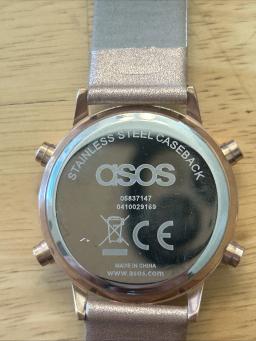 STAINLESS STEEL CASEBACK
asos
05837147
0410029169
CE
MADE IN CHINA
www.asos.com